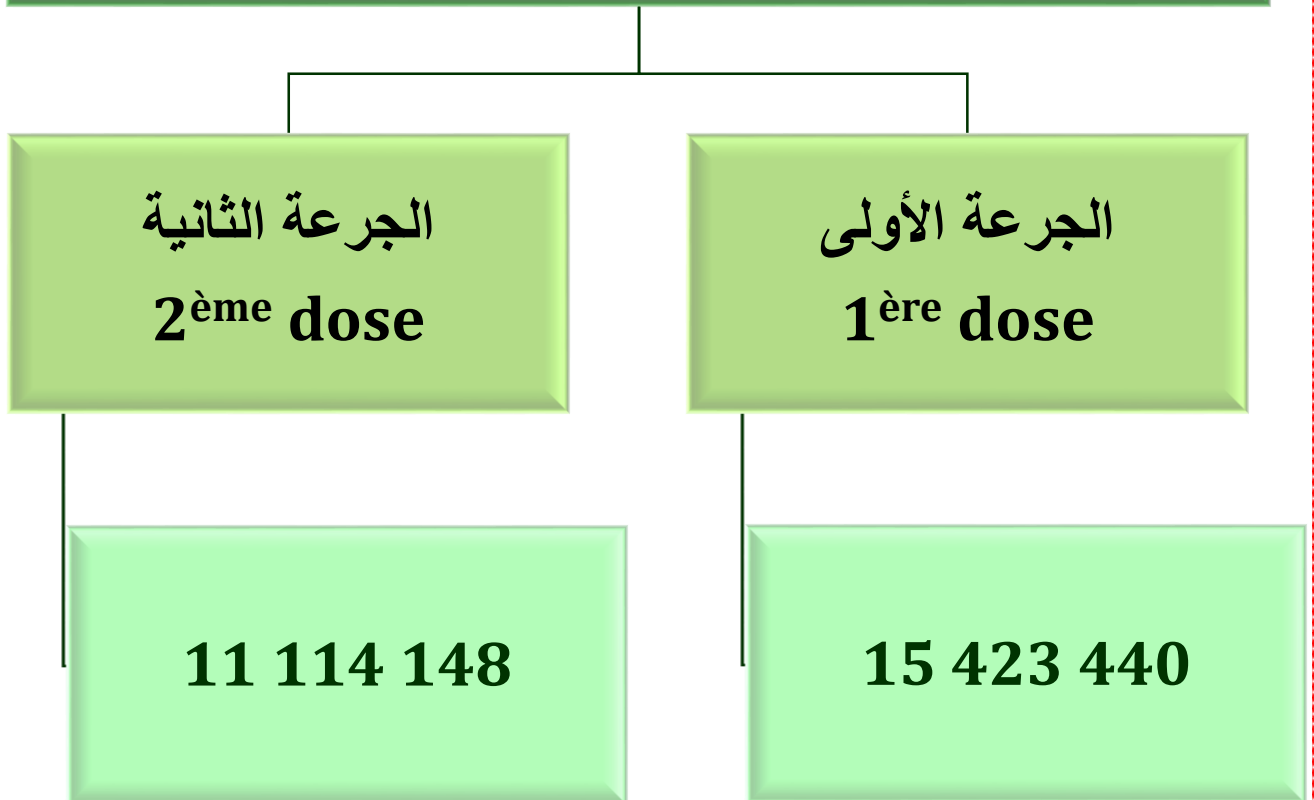 الجرعة الأولى
1ère dose
15 423 440
الجرعة الثانية
2ème dose
11 114 148